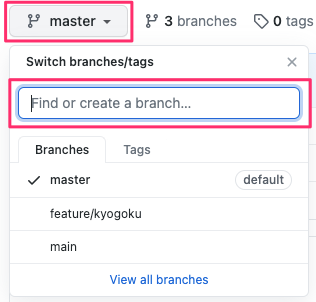 master 3 branches 0 tags
Switch branches/tags
Find or create a branch...
Branches Tags
master default
feature/kyogoku
main
View all branches